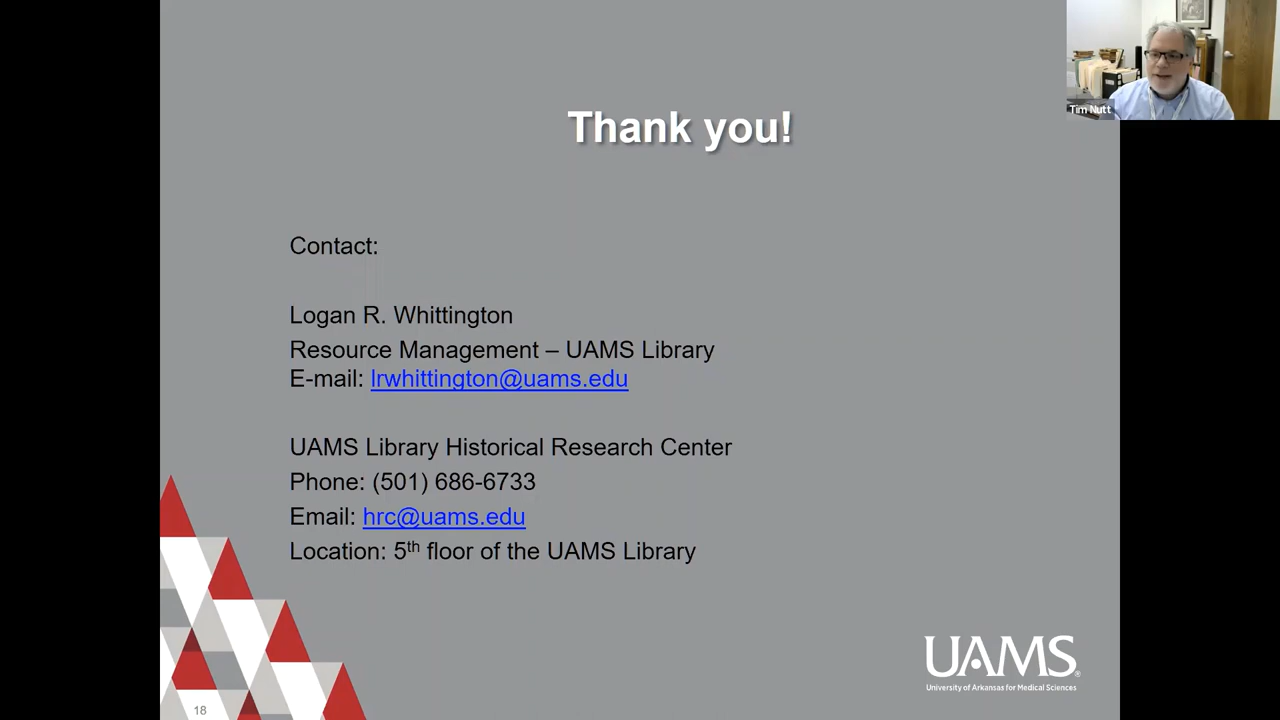 Thank you!
Tim Nutt
Contact:
Logan R. Whittington
Resource Management – UAMS Library
E-mail: lrwhittington@uams.edu
UAMS Library Historical Research Center
Phone: (501) 686-6733
Email: hrc@uams.edu
Location: 5th floor of the UAMS Library
UAMS®
University of Arkansas for Medical Sciences
18